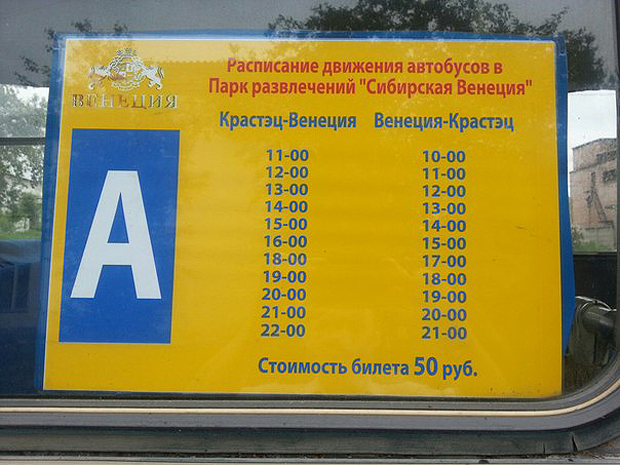 ВЕНЕЦИЯ
Расписание движения автобусов в
Парк развлечений "Сибирская Венеция"
Крастэц-Венеция Венеция-Крастэц
А
11-00 10-00
12-00 11-00
13-00 12-00
14-00 13-00
15-00 14-00
16-00 15-00
18-00 17-00
19-00 18-00
20-00 19-00
21-00 20-00
22-00 21-00
Стоимость билета 50 руб.